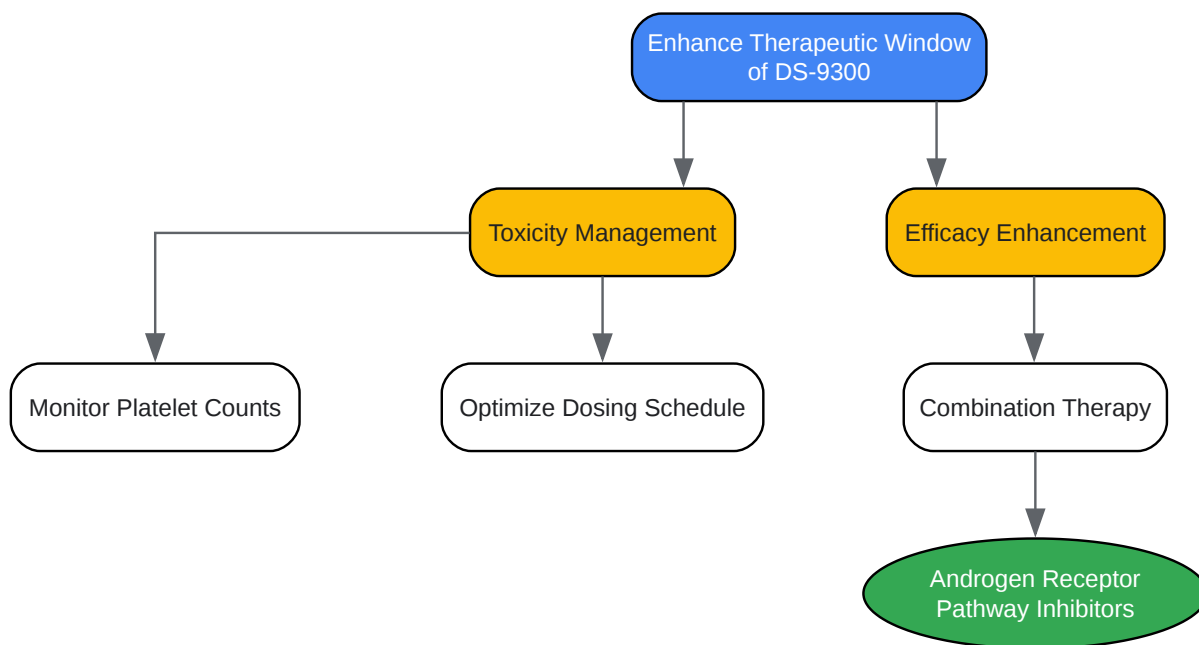 Enhance Therapeutic Window
of DS-9300
Toxicity Management
Efficacy Enhancement
Monitor Platelet Counts
Optimize Dosing Schedule
Combination Therapy
Androgen Receptor
Pathway Inhibitors